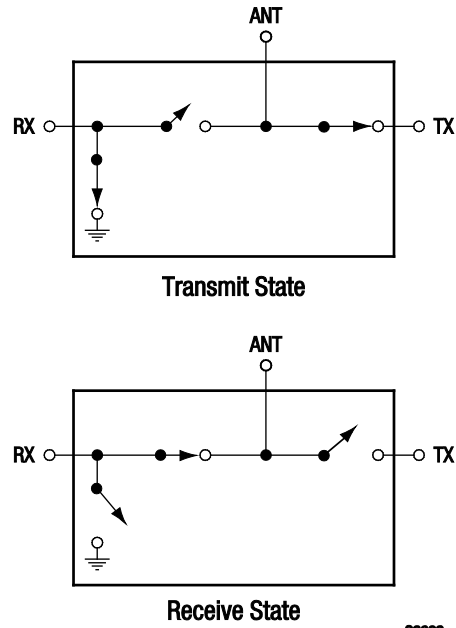 ANT
RX
TX
Transmit State
ANT
RX
TX
Receive State